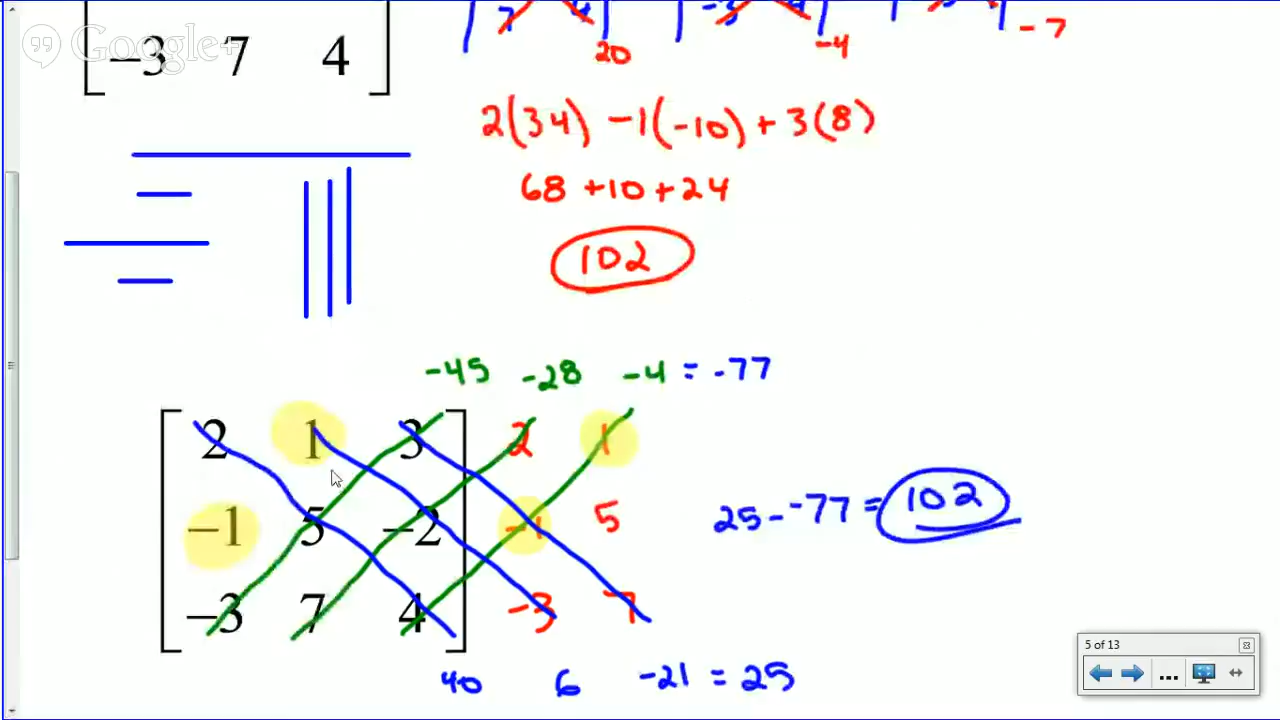 Google+
-3 7 4
7
20
-4
-7
2(34) -1(-10) + 3(8)
68 +10 + 24
102
-45 -28 -4 = -77
2 1 3 2 1
-1 5 -2 -1 5
-3 7 4 -3 7
25 - -77 = 102
40 6 -21 = 25
5 of 13
...